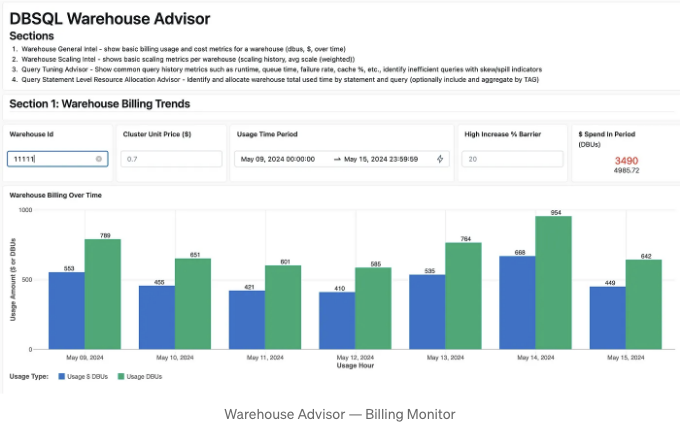 DBSQL Warehouse Advisor
Sections
1. Warehouse General Intel - show basic billing usage and cost metrics for a warehouse (dbus, $, over time)
2. Warehouse Scaling Intel - shows basic scaling metrics per warehouse (scaling history, avg scale (weighted))
3. Query Tuning Advisor - Show common query history metrics such as runtime, queue time, failure rate, cache %, etc., identify inefficient queries with skew/spill indicators
4. Query Statement Level Resource Allocation Advisor - Identify and allocate warehouse total used time by statement and query (optionally include and aggregate by TAG)
Section 1: Warehouse Billing Trends
Warehouse Id
Cluster Unit Price ($)
Usage Time Period
High Increase % Barrier
$ Spend in Period
(DBUs)
11111
0.7
May 09, 2024 00:00:00 → May 15, 2024 23:59:59
20
3490
4985.72
Warehouse Billing Over Time
Usage Amount ($ or DBUs)
1000
500
0
553
789
455
651
421
601
410
585
535
764
668
954
449
642
May 09, 2024
May 10, 2024
May 11, 2024
May 12, 2024
May 13, 2024
May 14, 2024
May 15, 2024
Usage Hour
Usage Type: Usage $ DBUs Usage DBUs
Warehouse Advisor — Billing Monitor